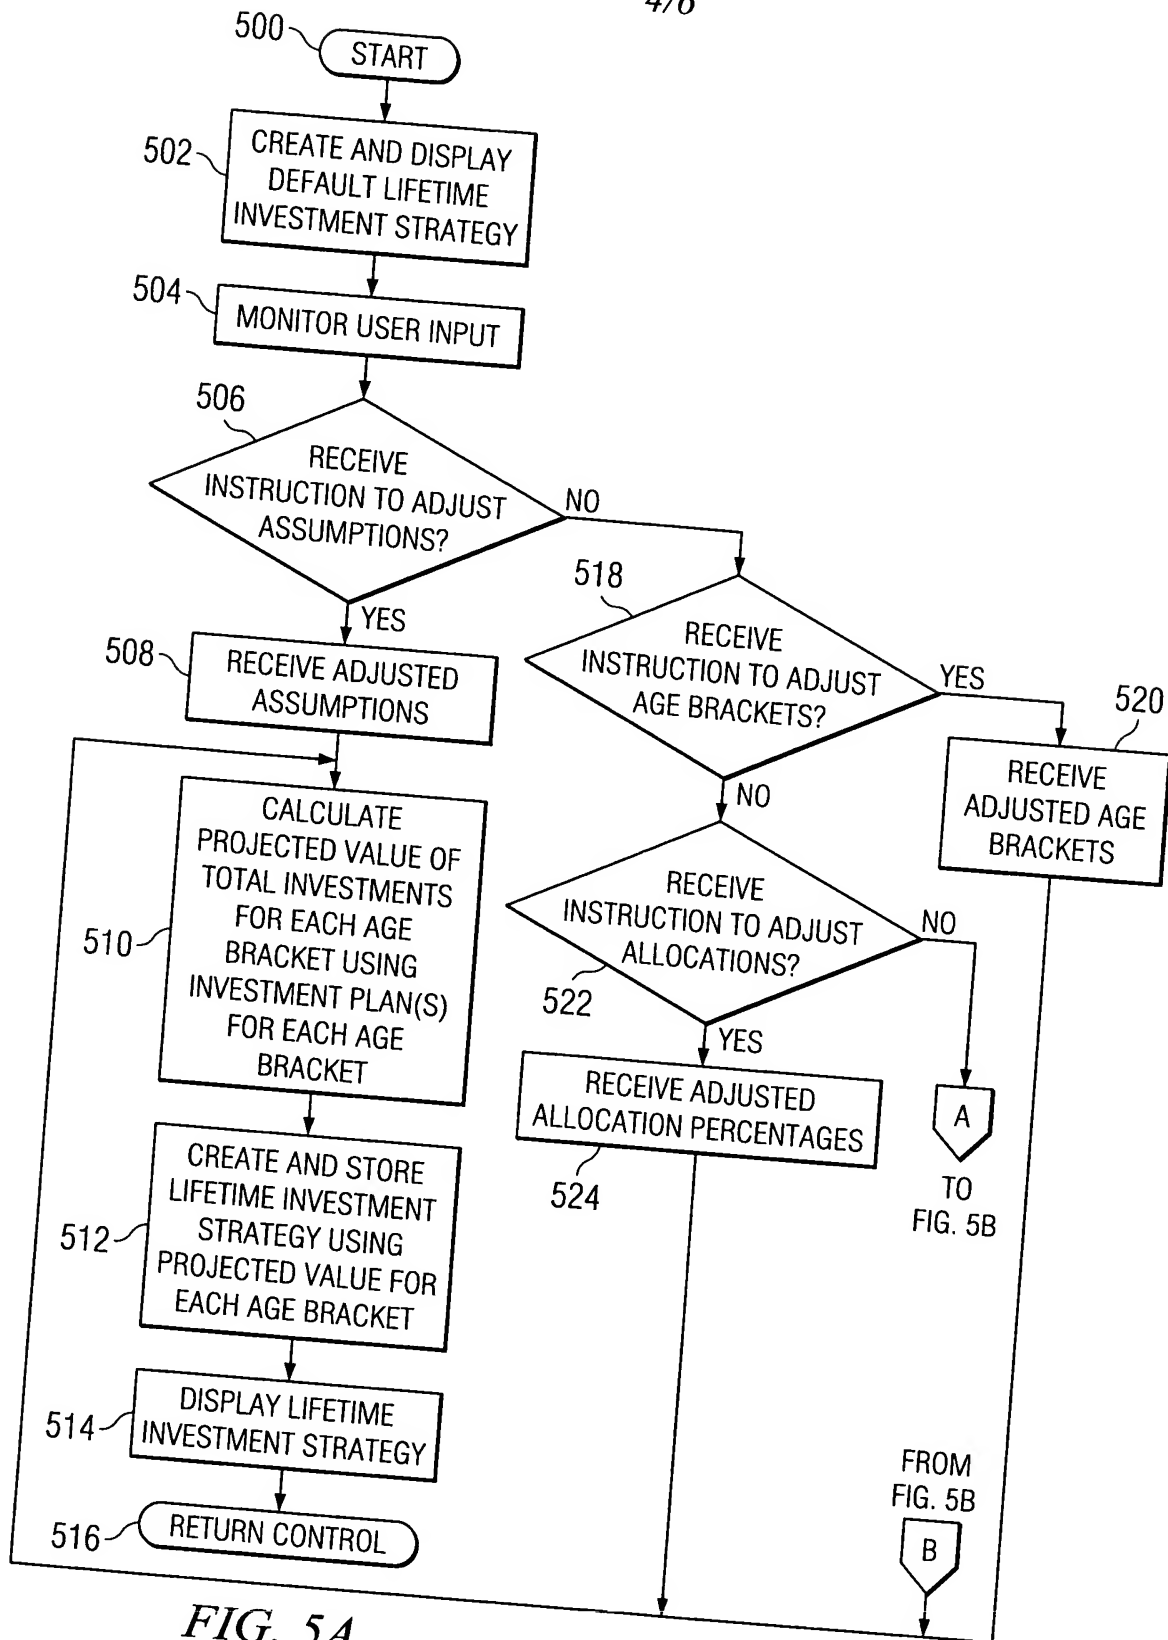 4/6
500
START
502
CREATE AND DISPLAY
DEFAULT LIFETIME
INVESTMENT STRATEGY
504
MONITOR USER INPUT
506
RECEIVE
INSTRUCTION TO ADJUST
ASSUMPTIONS?
NO
YES
508
RECEIVE ADJUSTED
ASSUMPTIONS
518
RECEIVE
INSTRUCTION TO ADJUST
AGE BRACKETS?
YES
NO
520
RECEIVE
ADJUSTED AGE
BRACKETS
510
CALCULATE
PROJECTED VALUE OF
TOTAL INVESTMENTS
FOR EACH AGE
BRACKET USING
INVESTMENT PLAN(S)
FOR EACH AGE
BRACKET
522
RECEIVE
INSTRUCTION TO ADJUST
ALLOCATIONS?
NO
YES
524
RECEIVE ADJUSTED
ALLOCATION PERCENTAGES
A
TO
FIG. 5B
512
CREATE AND STORE
LIFETIME INVESTMENT
STRATEGY USING
PROJECTED VALUE FOR
EACH AGE BRACKET
514
DISPLAY LIFETIME
INVESTMENT STRATEGY
516
RETURN CONTROL
FROM
FIG. 5B
B
FIG. 5A